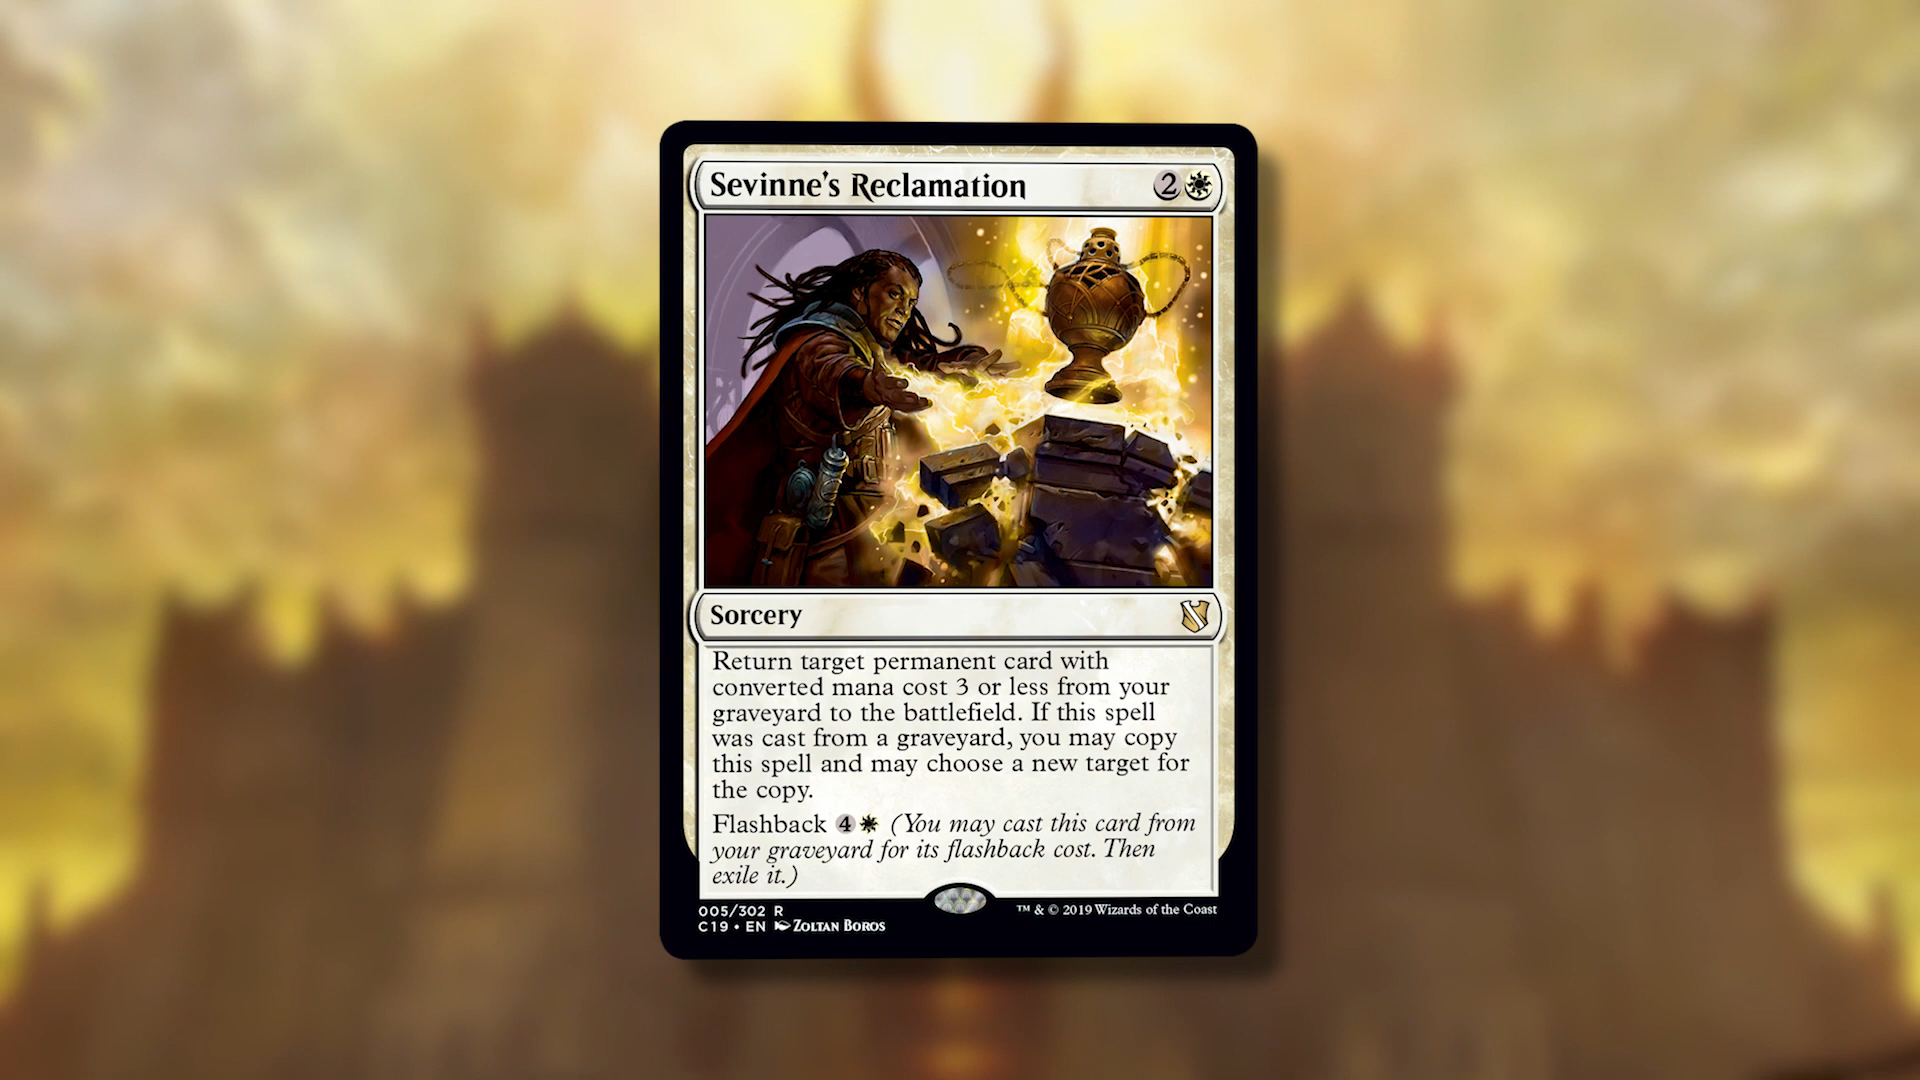 Sevinne's Reclamation 2
Sorcery
Return target permanent card with
converted mana cost 3 or less from your
graveyard to the battlefield. If this spell
was cast from a graveyard, you may copy
this spell and may choose a new target for
the copy.
Flashback 4 (You may cast this card from
your graveyard for its flashback cost. Then
exile it.)
005/302 R
C19 • EN Zoltan Boros
™ & © 2019 Wizards of the Coast